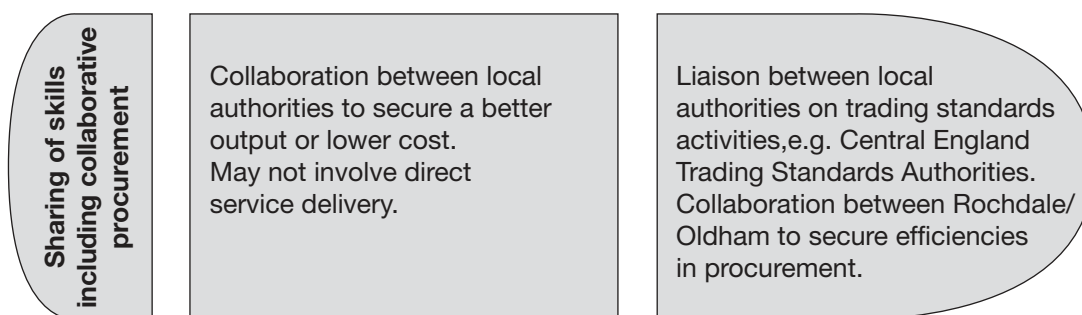 Sharing of skills
including collaborative
procurement
Collaboration between local
authorities to secure a better
output or lower cost.
May not involve direct
service delivery.
Liaison between local
authorities on trading standards
activities,e.g. Central England
Trading Standards Authorities.
Collaboration between Rochdale/
Oldham to secure efficiencies
in procurement.